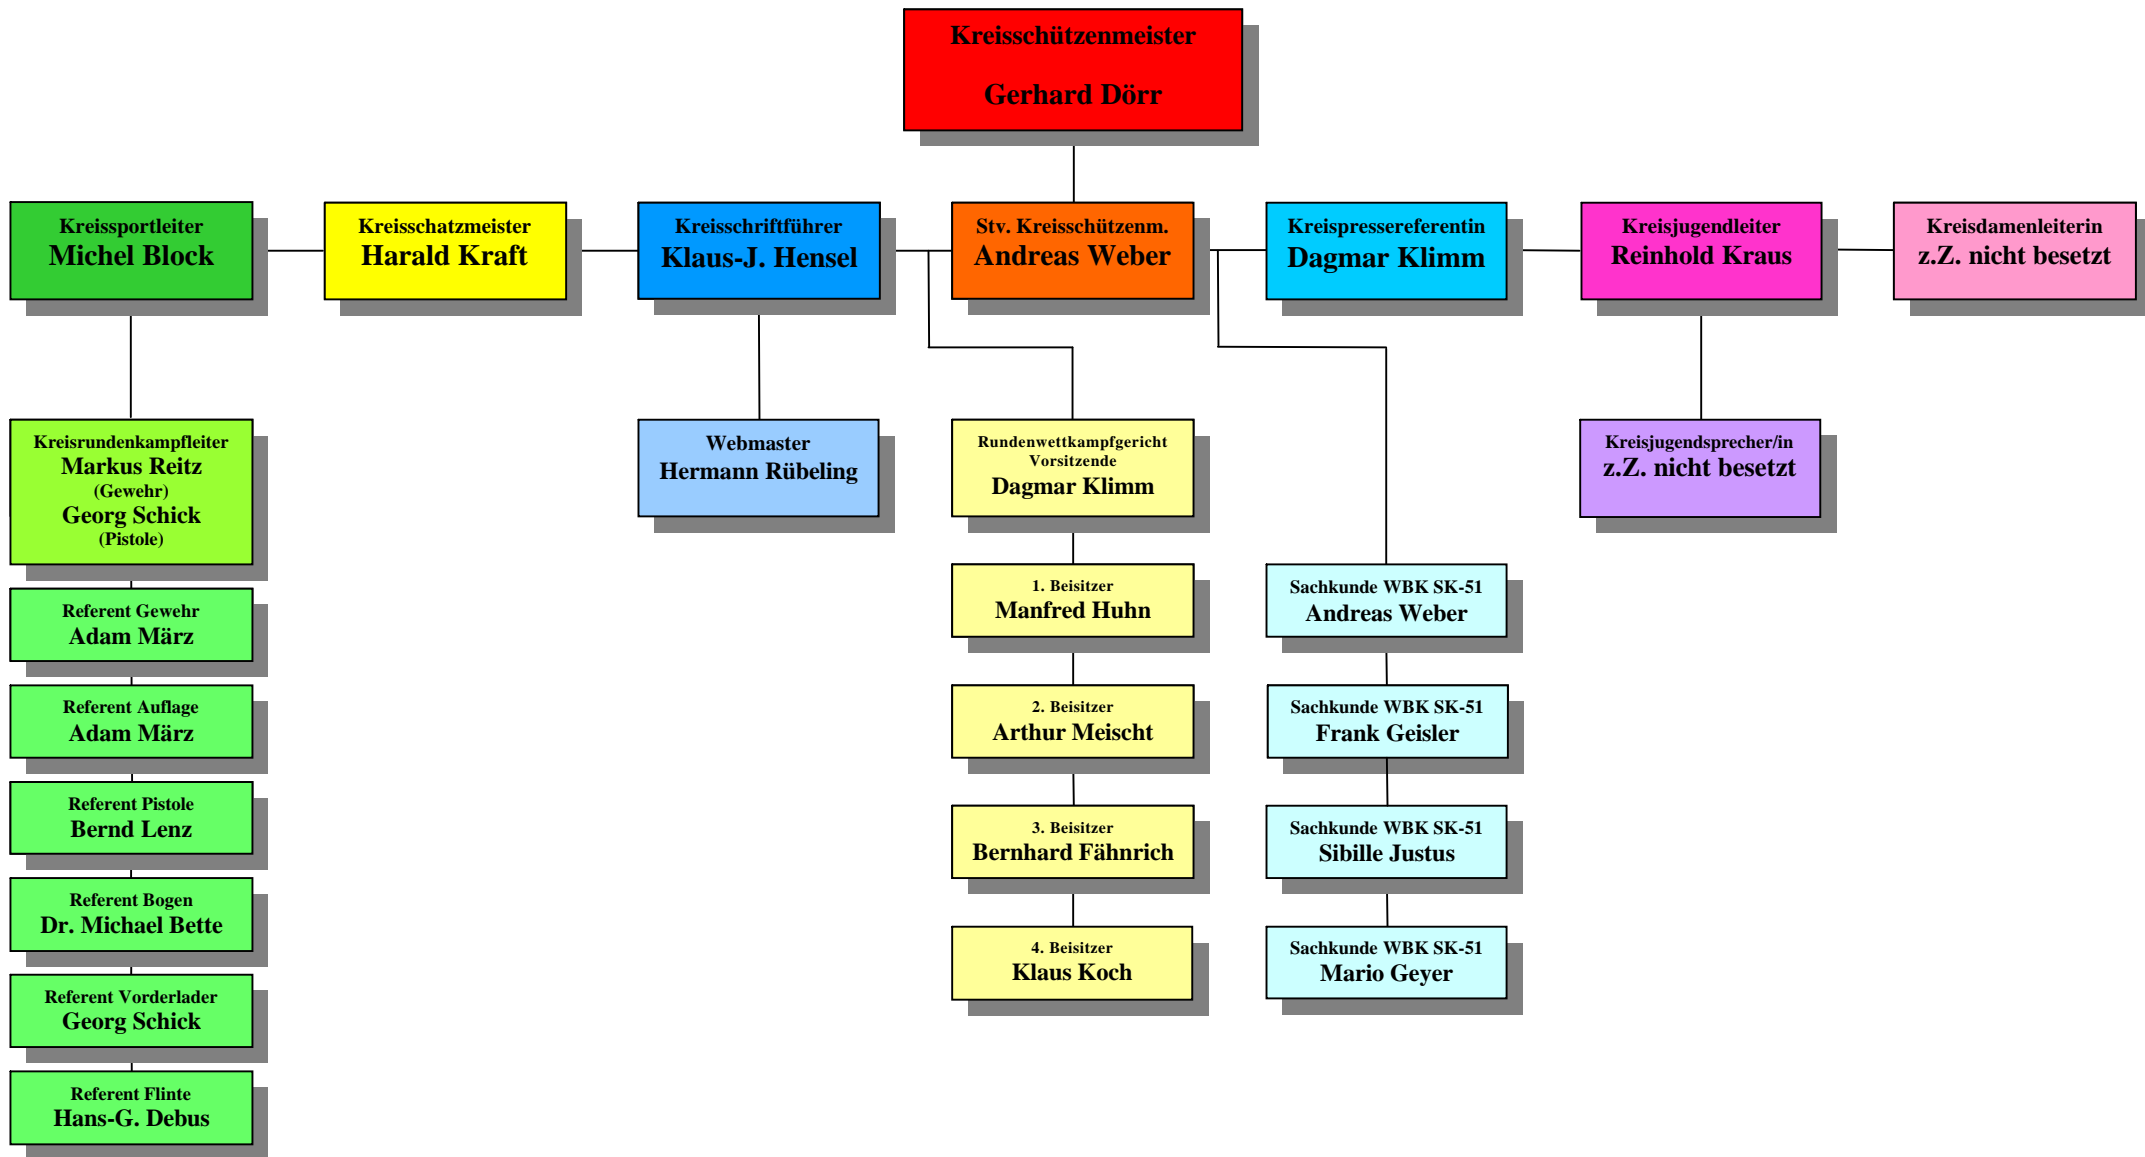 Kreisschützenmeister
Gerhard Dörr
Kreissportleiter
Michel Block
Kreisschatzmeister
Harald Kraft
Kreisschriftführer
Klaus-J. Hensel
Stv. Kreisschützenm.
Andreas Weber
Kreispressereferentin
Dagmar Klimm
Kreisjugendleiter
Reinhold Kraus
Kreisdamenleiterin
z.Z. nicht besetzt
Kreisrundenkampfleiter
Markus Reitz
(Gewehr)
Georg Schick
(Pistole)
Referent Gewehr
Adam März
Referent Auflage
Adam März
Referent Pistole
Bernd Lenz
Referent Bogen
Dr. Michael Bette
Referent Vorderlader
Georg Schick
Referent Flinte
Hans-G. Debus
Webmaster
Hermann Rübeling
Rundenwettkampfgericht
Vorsitzende
Dagmar Klimm
1. Beisitzer
Manfred Huhn
2. Beisitzer
Arthur Meischt
3. Beisitzer
Bernhard Fähnrich
4. Beisitzer
Klaus Koch
Sachkunde WBK SK-51
Andreas Weber
Sachkunde WBK SK-51
Frank Geisler
Sachkunde WBK SK-51
Sibille Justus
Sachkunde WBK SK-51
Mario Geyer
Kreisjugendsprecher/in
z.Z. nicht besetzt